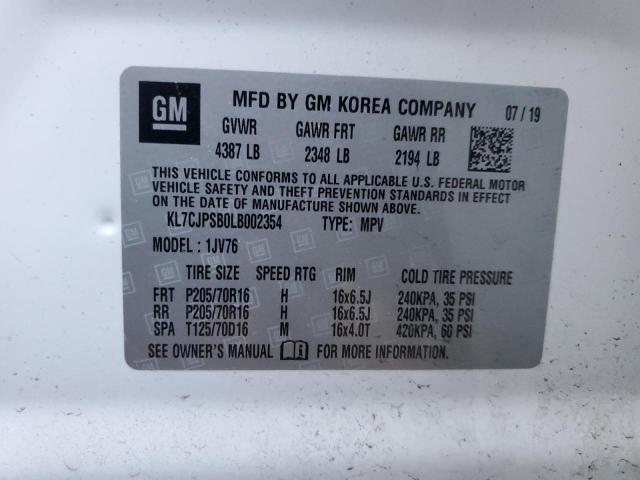 GM MFD BY GM KOREA COMPANY 07/19
GVWR GAWR FRT GAWR RR
4387 LB 2348 LB 2194 LB
THIS VEHICLE CONFORMS TO ALL APPLICABLE U.S. FEDERAL MOTOR
VEHICLE SAFETY AND THEFT PREVENTION STANDARDS IN EFFECT
ON THE DATE OF MANUFACTURE SHOWN ABOVE.
KL7CJPSB0LB002354 TYPE: MPV
MODEL: 1JV76
TIRE SIZE SPEED RTG RIM COLD TIRE PRESSURE
FRT P205/70R16 H 16x6.5J 240KPA, 35 PSI
RR P205/70R16 H 16x6.5J 240KPA, 35 PSI
SPA T125/70D16 M 16x4.0T 420KPA, 60 PSI
SEE OWNER'S MANUAL FOR MORE INFORMATION.